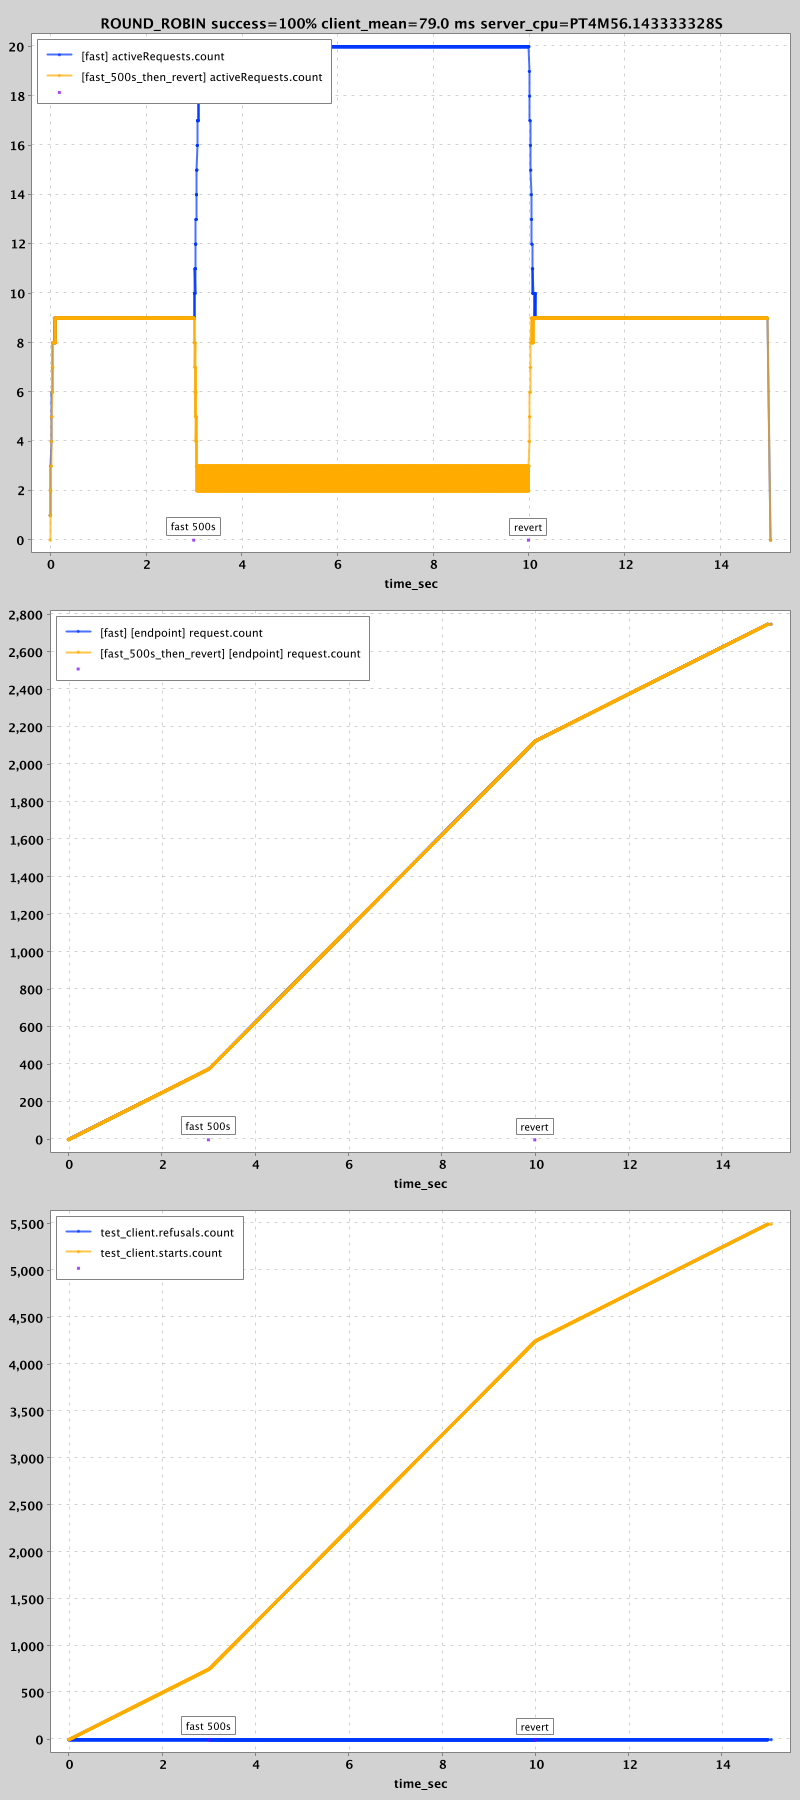 ROUND_ROBIN success=100% client_mean=79.0 ms server_cpu=PT4M56.143333328S
[fast] activeRequests.count
[fast_500s_then_revert] activeRequests.count
20
18
16
14
12
10
8
6
4
2
0
fast 500s
revert
0 2 4 6 8 10 12 14
time_sec
[fast] [endpoint] request.count
[fast_500s_then_revert] [endpoint] request.count
2,800
2,600
2,400
2,200
2,000
1,800
1,600
1,400
1,200
1,000
800
600
400
200
0
fast 500s
revert
0 2 4 6 8 10 12 14
time_sec
test_client.refusals.count
test_client.starts.count
5,500
5,000
4,500
4,000
3,500
3,000
2,500
2,000
1,500
1,000
500
0
fast 500s
revert
0 2 4 6 8 10 12 14
time_sec